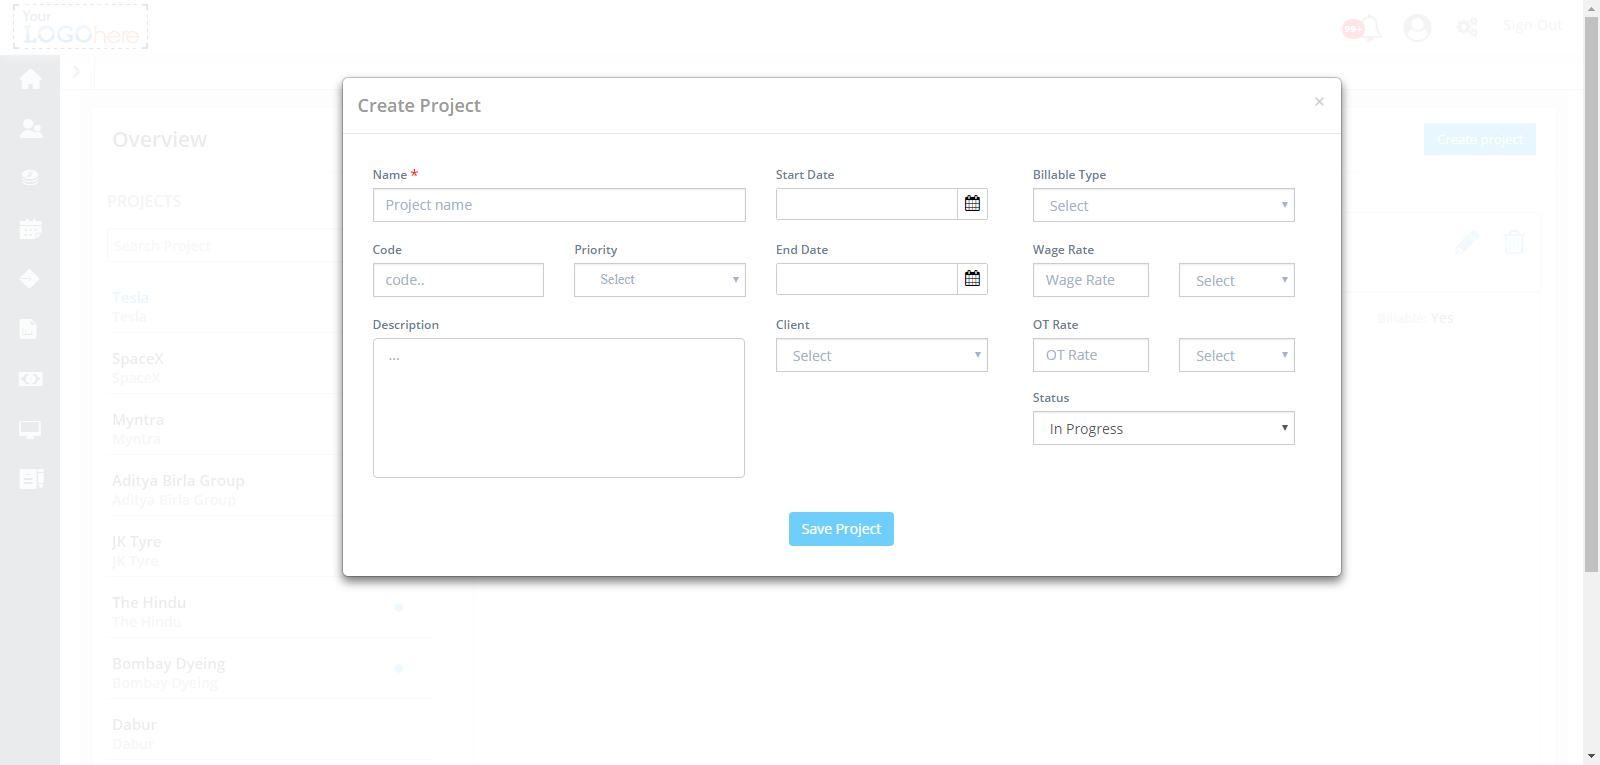 Your
LOGOhere
99+
Sign Out
Create Project
×
Overview
Create project
Name *
Start Date
Billable Type
Project name
Select
PROJECTS
Code
Priority
End Date
Wage Rate
Search Project
code..
Select
Wage Rate
Select
Tesla
Tesla
Description
Client
OT Rate
Billable: Yes
...
Select
OT Rate
Select
SpaceX
SpaceX
Status
In Progress
Myntra
Myntra
Aditya Birla Group
Aditya Birla Group
Save Project
JK Tyre
JK Tyre
The Hindu
The Hindu
Bombay Dyeing
Bombay Dyeing
Dabur
Dabur